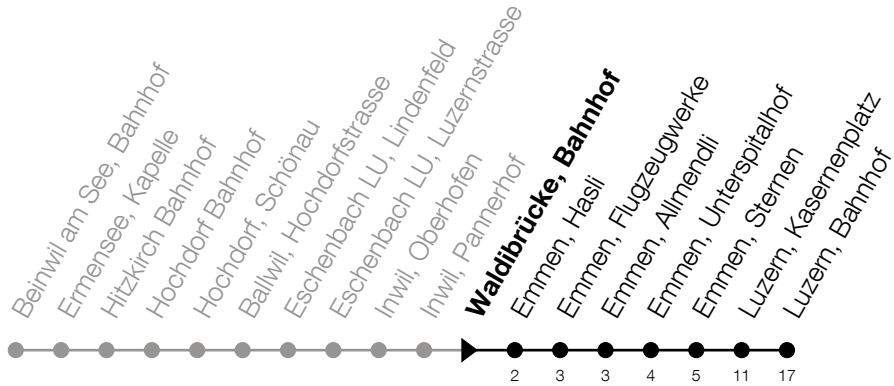 Beinwil am See, Bahnhof
Ermensee, Kapelle
Hitzkirch Bahnhof
Hochdorf Bahnhof
Hochdorf, Schönau
Ballwil, Hochdorfstrasse
Eschenbach LU, Lindenfeld
Eschenbach LU, Luzernstrasse
Inwil, Oberhofen
Inwil, Pannerhof
Waldibrücke, Bahnhof
Emmen, Hasli
Emmen, Flugzeugwerke
Emmen, Allmendli
Emmen, Unterspitalhof
Emmen, Sternen
Luzern, Kasernenplatz
Luzern, Bahnhof
2 3 3 4 5 11 17